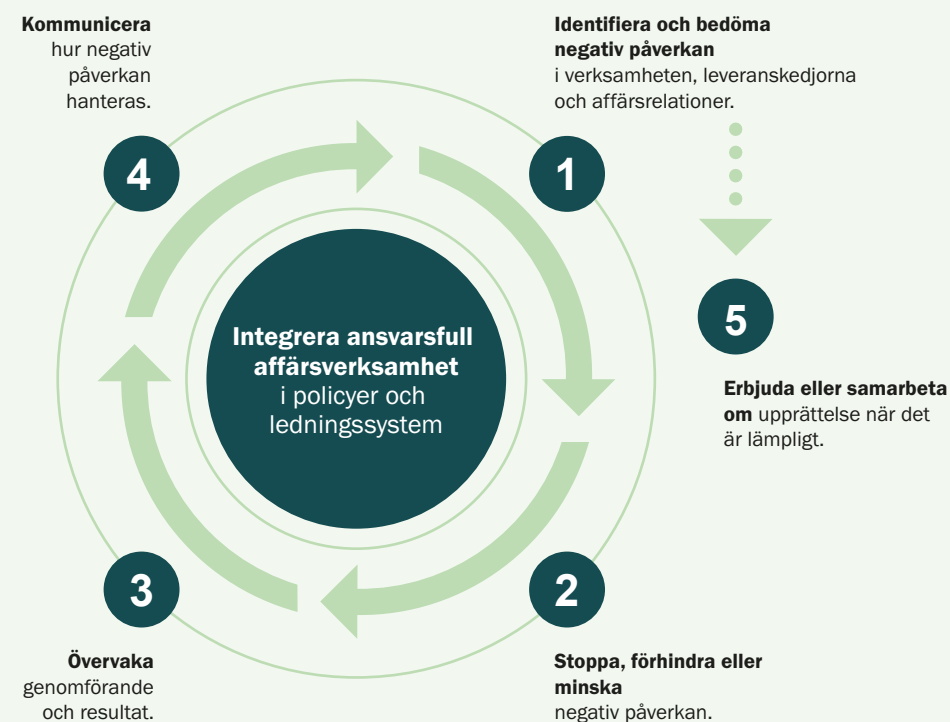 Kommunicera
hur negativ
påverkan
hanteras.
Identifiera och bedöma
negativ påverkan
i verksamheten, leveranskedjorna
och affärsrelationer.
4
1
5
Integrera ansvarsfull
affärsverksamhet
i policyer och
ledningssystem
Erbjuda eller samarbeta
om upprättelse när det
är lämpligt.
3
2
Övervaka
genomförande
och resultat.
Stoppa, förhindra eller
minska
negativ påverkan.